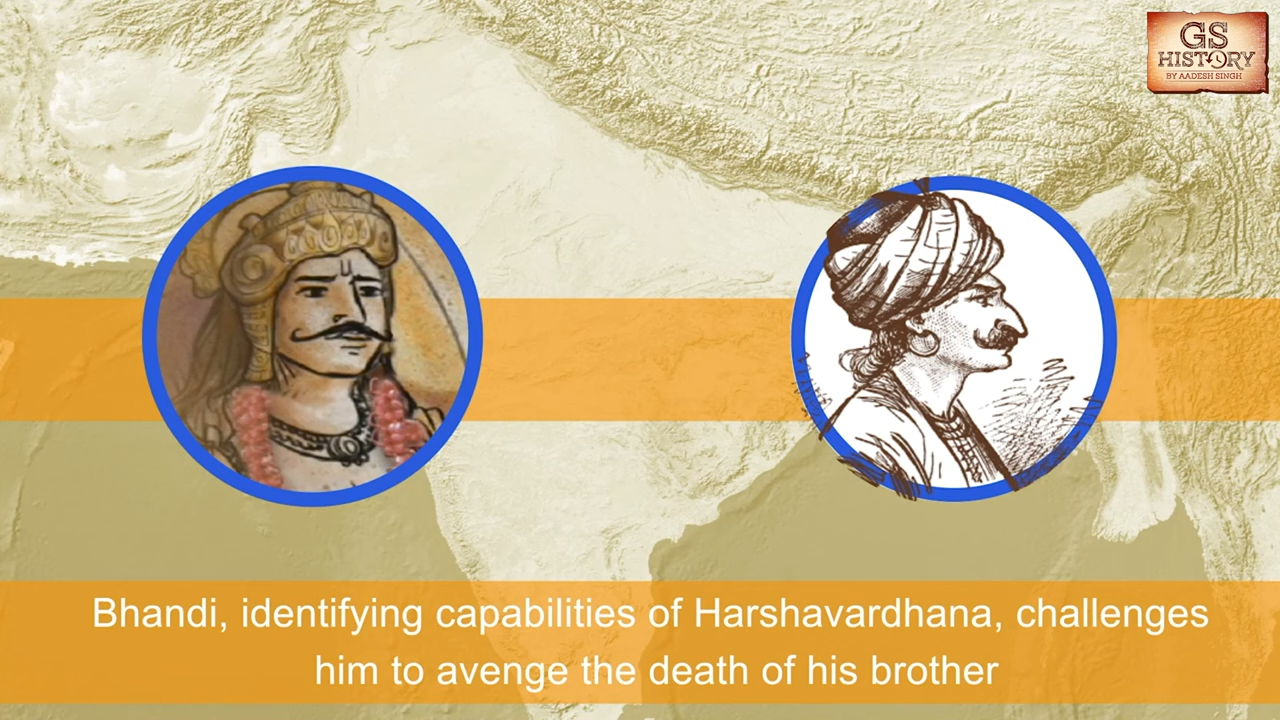 GS
HISTORY
BY AADESH SINGH
Bhandi, identifying capabilities of Harshavardhana, challenges
him to avenge the death of his brother